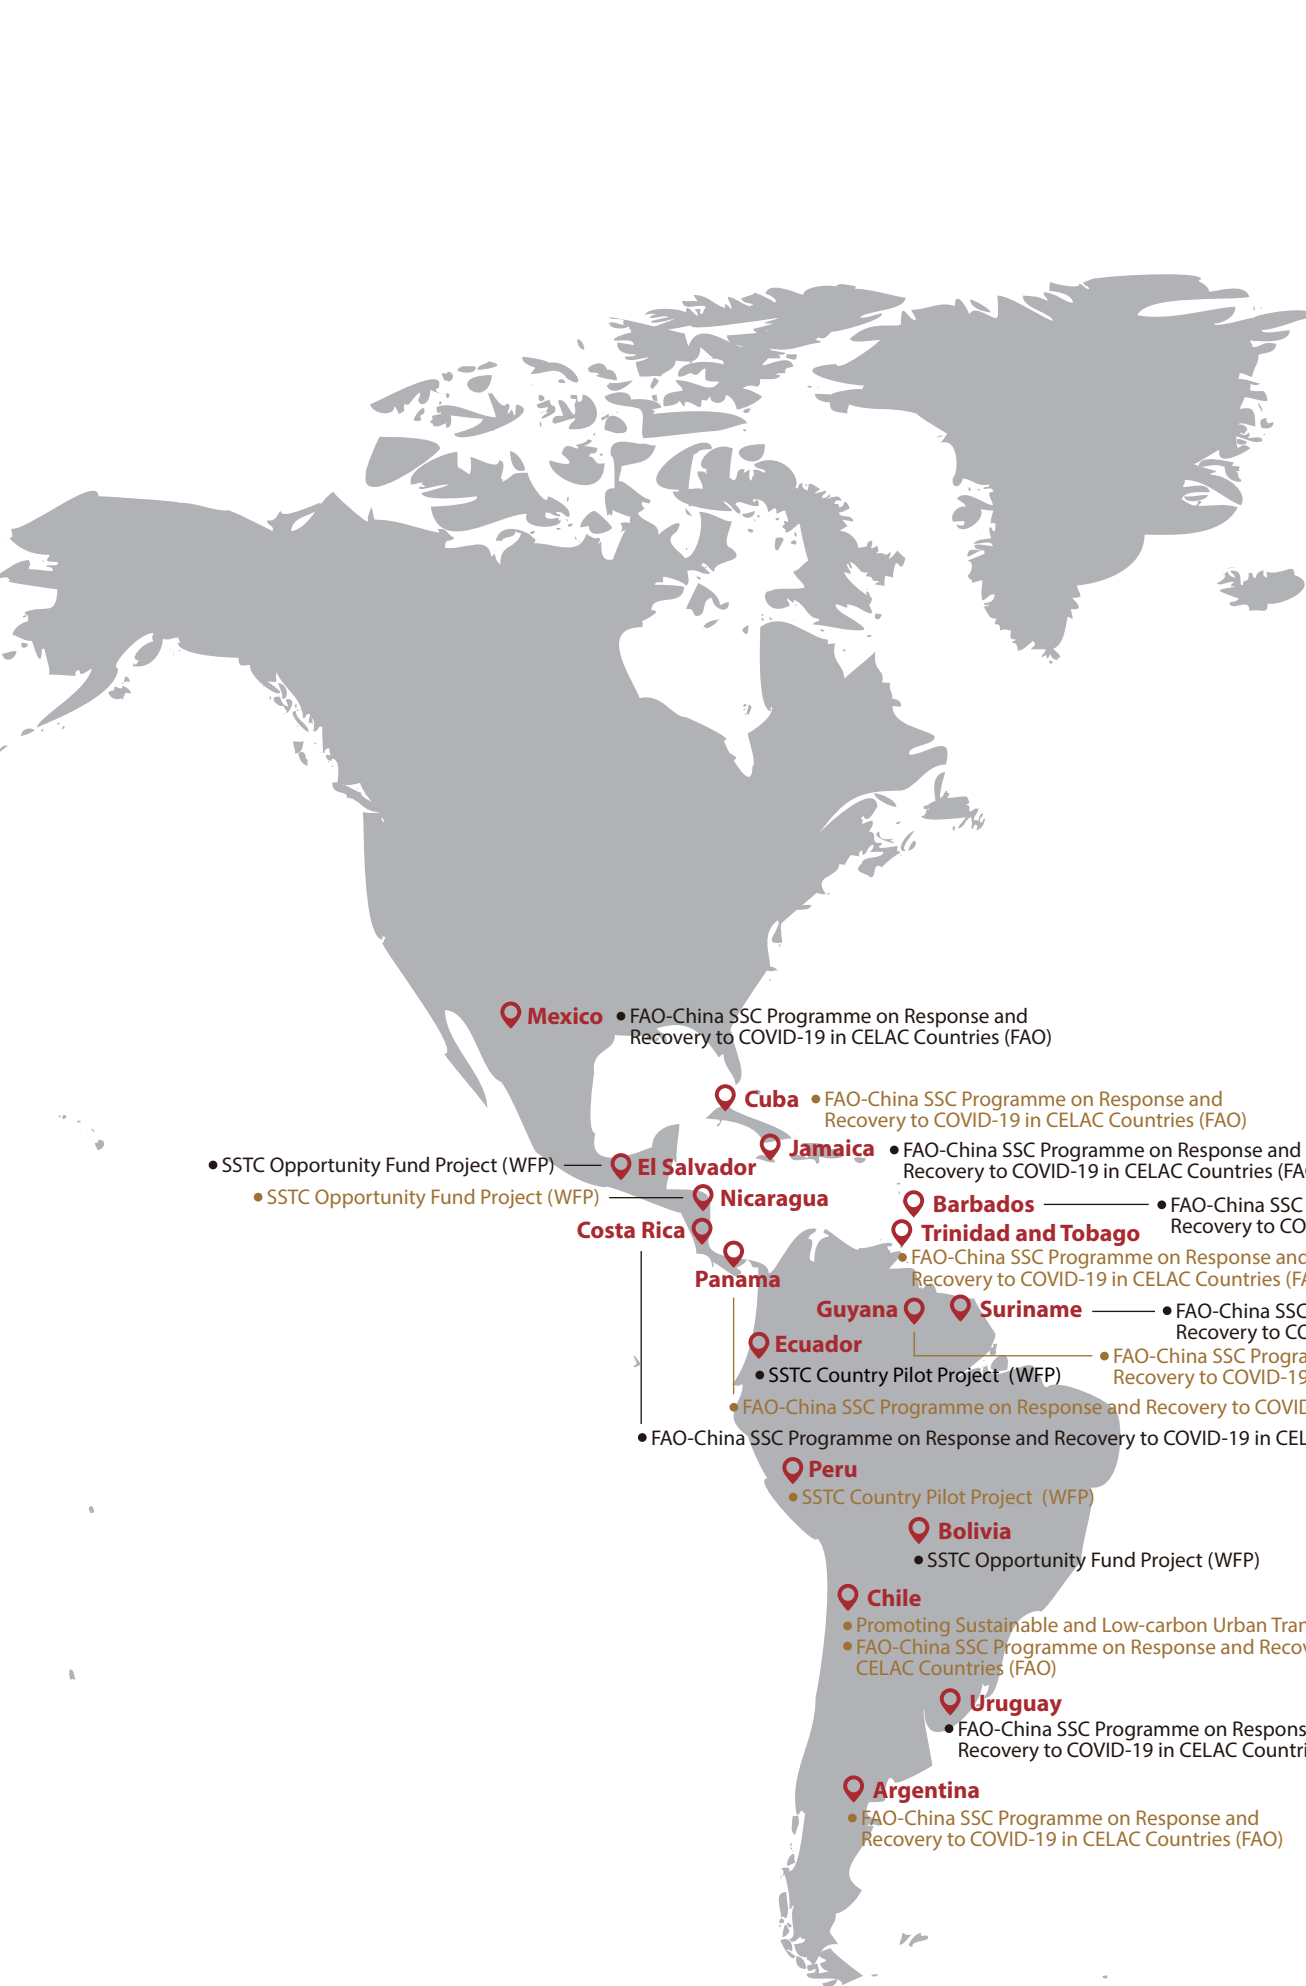 Mexico
• FAO-China SSC Programme on Response and
Recovery to COVID-19 in CELAC Countries (FAO)
Cuba
• FAO-China SSC Programme on Response and
Recovery to COVID-19 in CELAC Countries (FAO)
Jamaica
• FAO-China SSC Programme on Response and
Recovery to COVID-19 in CELAC Countries
• SSTC Opportunity Fund Project (WFP)
El Salvador
• SSTC Opportunity Fund Project (WFP)
Nicaragua
Barbados
• FAO-China SSC
Recovery to
Costa Rica
Trinidad and Tobago
• FAO-China SSC Programme on Response and
Recovery to COVID-19 in CELAC Countries
Panama
Guyana
Suriname
• FAO-China SSC
Recovery to
Ecuador
• SSTC Country Pilot Project (WFP)
• FAO-China SSC
Recovery to COVID-19
• FAO-China SSC Programme on Response and Recovery to
• FAO-China SSC Programme on Response and Recovery to COVID-19 in
Peru
• SSTC Country Pilot Project (WFP)
Bolivia
• SSTC Opportunity Fund Project (WFP)
Chile
• Promoting Sustainable and Low-carbon Urban
• FAO-China SSC Programme on Response and
CELAC Countries (FAO)
Uruguay
• FAO-China SSC Programme on
Recovery to COVID-19 in CELAC
Argentina
• FAO-China SSC Programme on Response and
Recovery to COVID-19 in CELAC Countries (FAO)